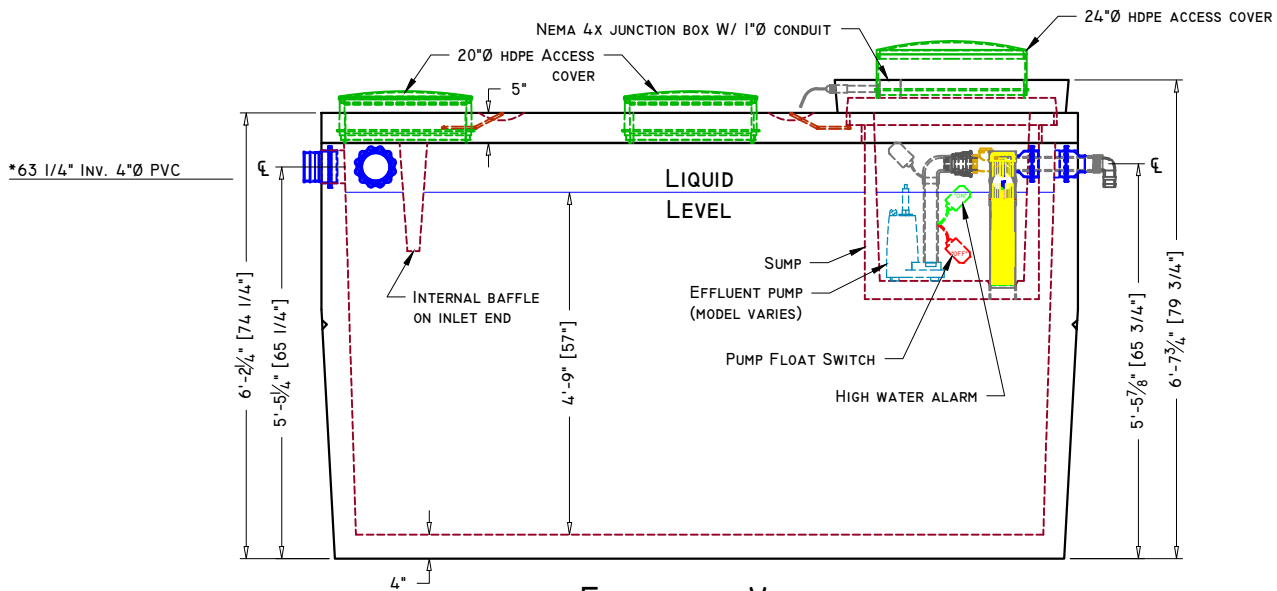 24"Ø HDPE ACCESS COVER
NEMA 4X JUNCTION BOX W/ 1"Ø CONDUIT
20"Ø HDPE ACCESS
COVER
5"
*63 1/4" INV. 4"Ø PVC
℄
℄
LIQUID
LEVEL
"ON"
"OFF"
SUMP
EFFLUENT PUMP
(MODEL VARIES)
INTERNAL BAFFLE
ON INLET END
PUMP FLOAT SWITCH
HIGH WATER ALARM
6'-2¼" [74 1/4"]
5'-5¼" [65 1/4"]
4'-9" [57"]
5'-5⅞" [65 3/4"]
6'-7¾" [79 3/4"]
4"